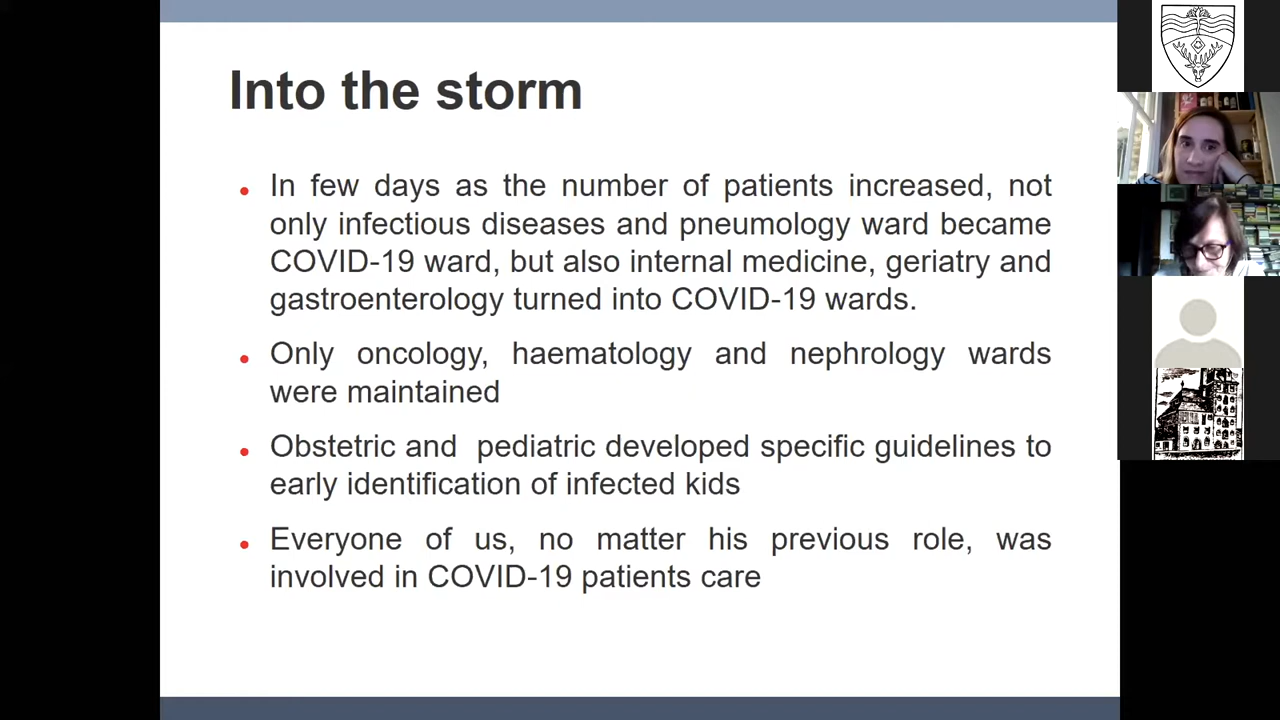 Into the storm
In few days as the number of patients increased, not
only infectious diseases and pneumology ward became
COVID-19 ward, but also internal medicine, geriatry and
gastroenterology turned into COVID-19 wards.
Only oncology, haematology and nephrology wards
were maintained
Obstetric and pediatric developed specific guidelines to
early identification of infected kids
Everyone of us, no matter his previous role, was
involved in COVID-19 patients care